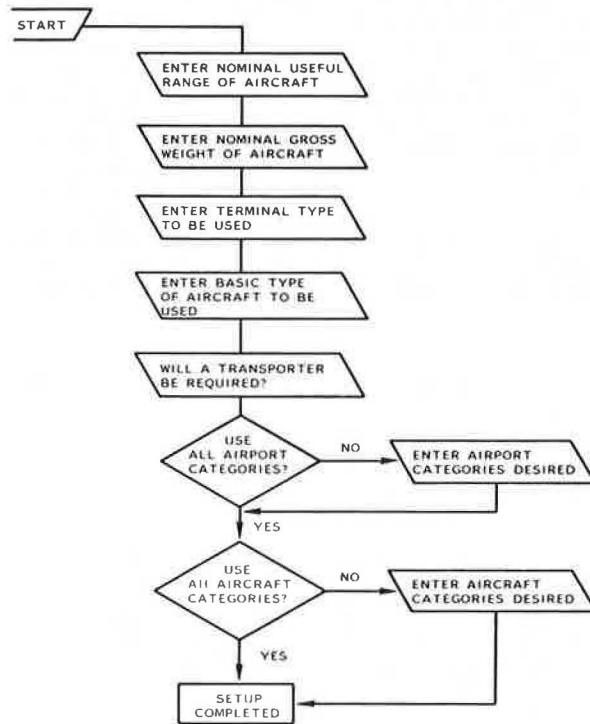 START
ENTER NOMINAL USEFUL
RANGE OF AIRCRAFT
ENTER NOMINAL GROSS
WEIGHT OF AIRCRAFT
ENTER TERMINAL TYPE
TO BE USED
ENTER BASIC TYPE
OF AIRCRAFT TO BE
USED
WILL A TRANSPORTER
BE REQUIRED?
USE
ALL AIRPORT
CATEGORIES?
NO
ENTER AIRPORT
CATEGORIES DESIRED
YES
USE
All AIRCRAFT
CATEGORIES?
NO
ENTER AIRCRAFT
CATEGORIES DESIRED
YES
SETUP
COMPLETED